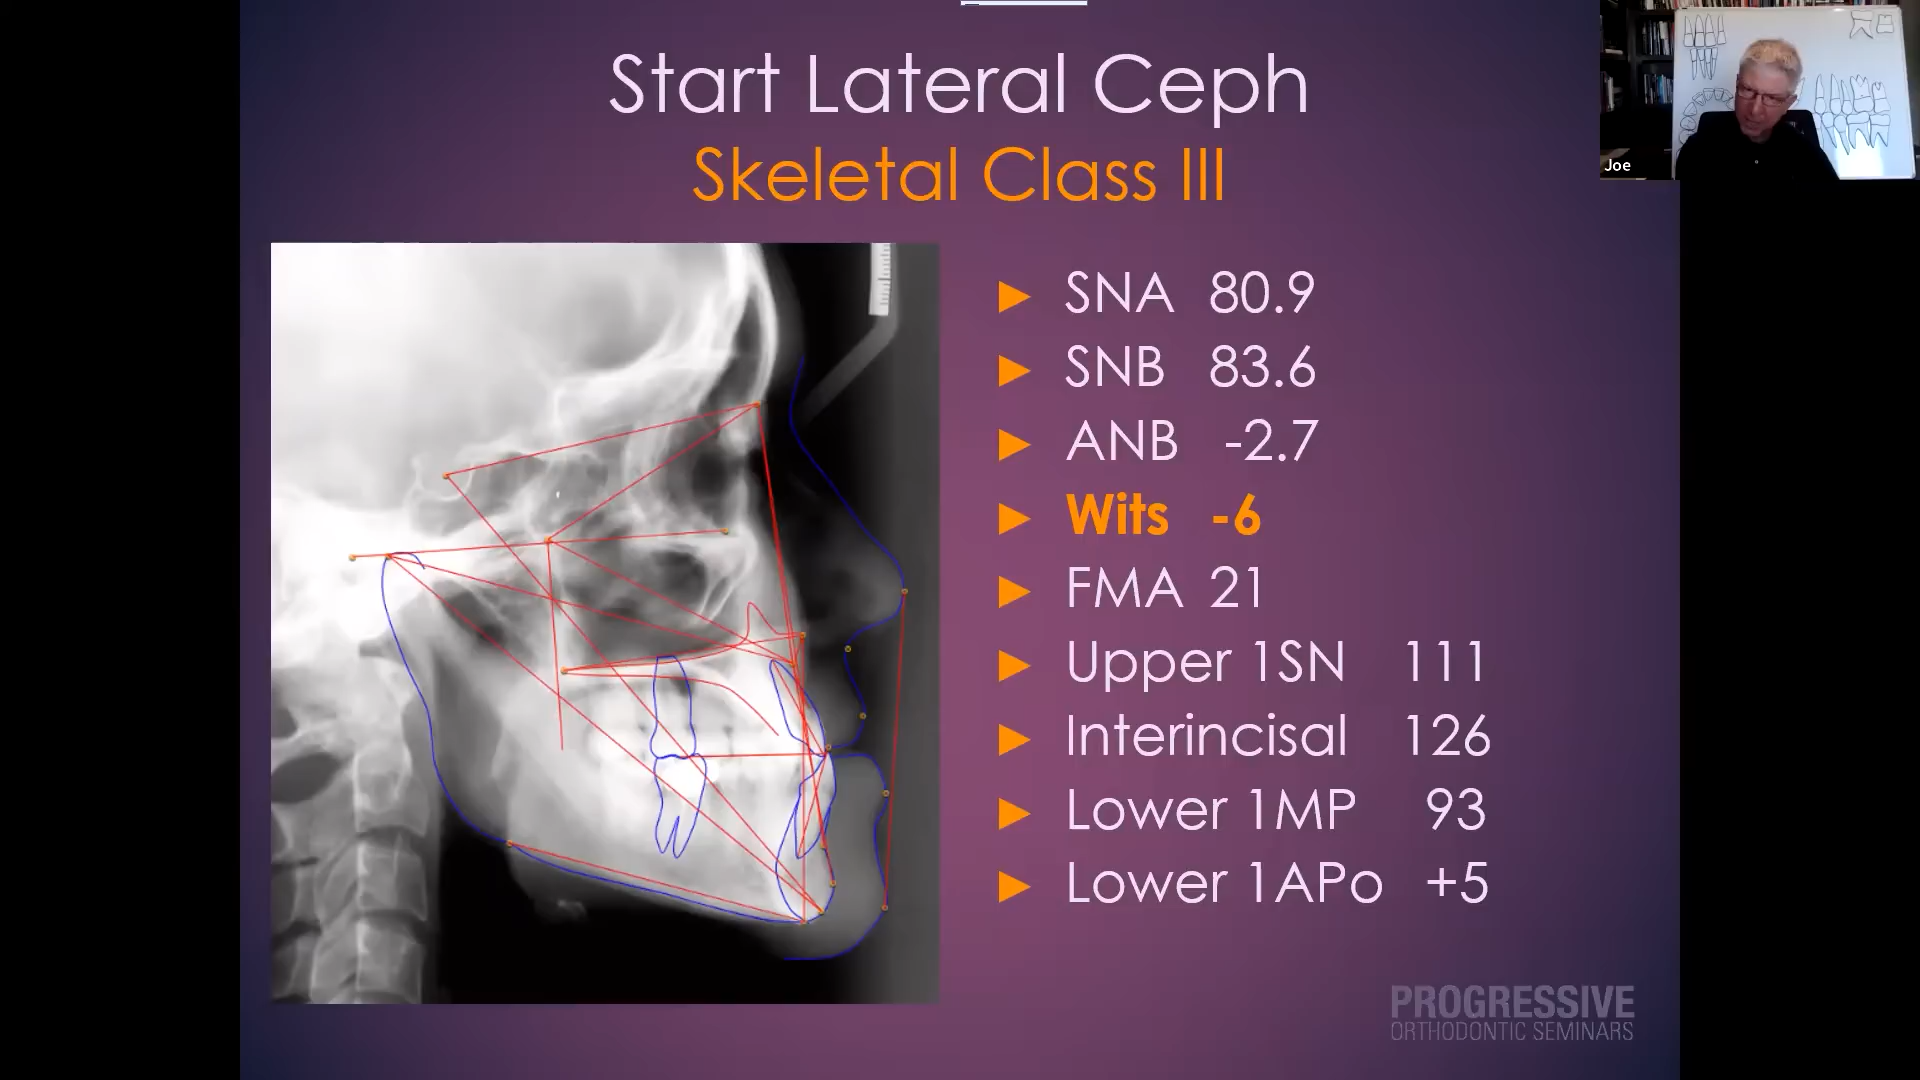 Start Lateral Ceph
Skeletal Class III
Joe
► SNA 80.9
► SNB 83.6
► ANB -2.7
► Wits -6
► FMA 21
► Upper 1SN 111
► Interincisal 126
► Lower 1MP 93
► Lower 1APo +5
PROGRESSIVE
ORTHODONTIC SEMINARS